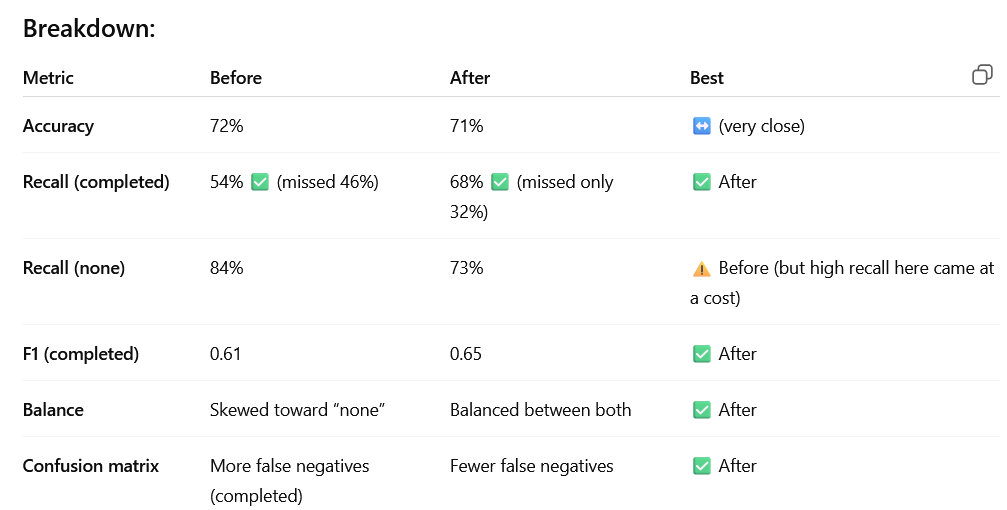 Breakdown:
Metric Before After Best
Accuracy 72% 71% ↔️ (very close)
Recall (completed) 54% ✅ (missed 46%) 68% ✅ (missed only ✅ After
32%)
Recall (none) 84% 73% ⚠️ Before (but high recall here came at
a cost)
F1 (completed) 0.61 0.65 ✅ After
Balance Skewed toward “none” Balanced between both ✅ After
Confusion matrix More false negatives Fewer false negatives ✅ After
(completed)